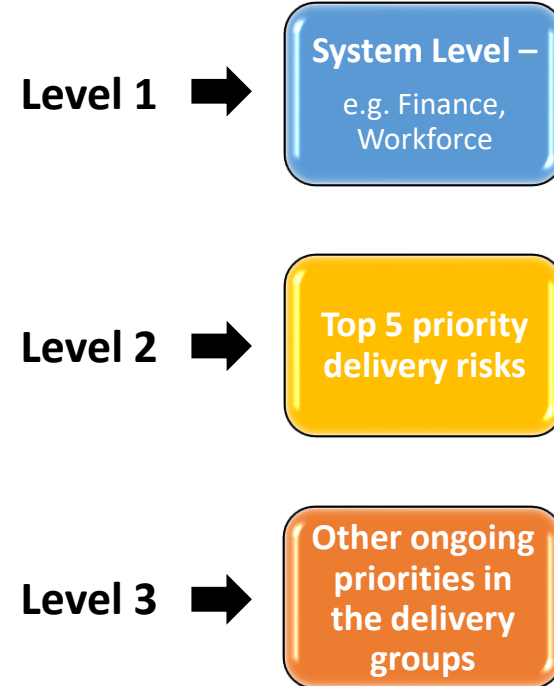 System Level –
Level 1
e.g. Finance,
Workforce
Level 2
Top 5 priority
delivery risks
Other ongoing
priorities in
Level 3
the delivery
groups